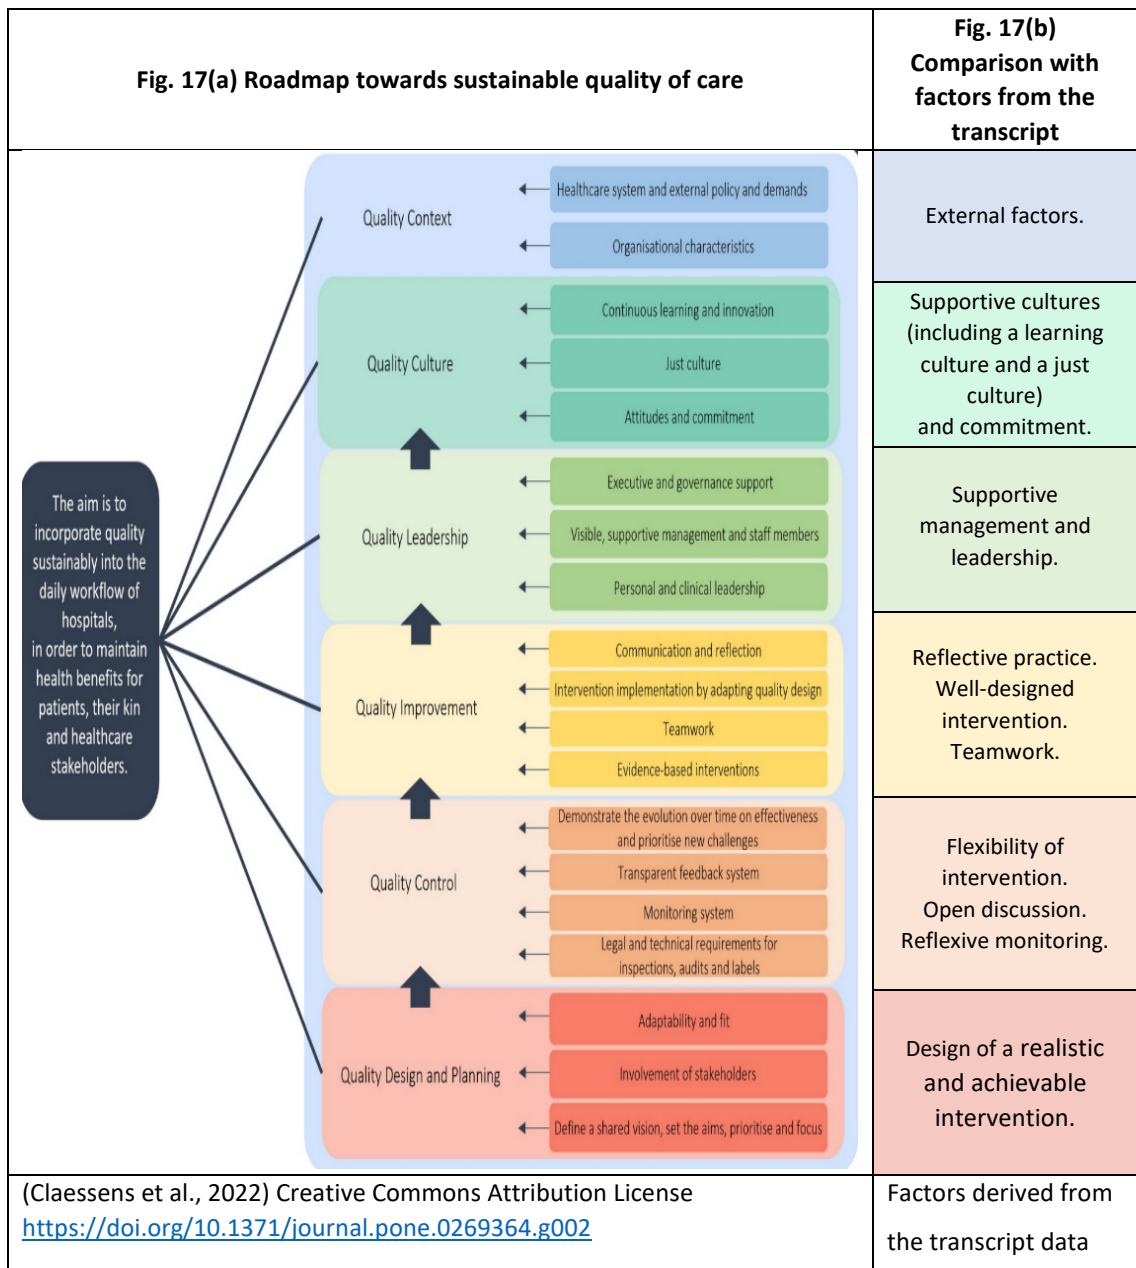 Fig. 17(a) Roadmap towards sustainable quality of care
Fig. 17(b)
Comparison with
factors from the
transcript
The aim is to
incorporate quality
sustainably into the
daily workflow of
hospitals,
in order to maintain
health benefits for
patients, their kin
and healthcare
stakeholders.
Quality Context
Healthcare system and external policy and demands
Organisational characteristics
External factors.
Quality Culture
Continuous learning and innovation
Just culture
Attitudes and commitment
Supportive cultures
(including a learning
culture and a just
culture)
and commitment.
Quality Leadership
Executive and governance support
Visible, supportive management and staff members
Personal and clinical leadership
Supportive
management and
leadership.
Quality Improvement
Communication and reflection
Intervention implementation by adapting quality design
Teamwork
Evidence-based interventions
Reflective practice.
Well-designed
intervention.
Teamwork.
Quality Control
Demonstrate the evolution over time on effectiveness
and prioritise new challenges
Transparent feedback system
Monitoring system
Legal and technical requirements for
inspections, audits and labels
Flexibility of
intervention.
Open discussion.
Reflexive monitoring.
Quality Design and Planning
Adaptability and fit
Involvement of stakeholders
Define a shared vision, set the aims, prioritise and focus
Design of a realistic
and achievable
intervention.
(Claessens et al., 2022) Creative Commons Attribution License
https://doi.org/10.1371/journal.pone.0269364.g002
Factors derived from
the transcript data